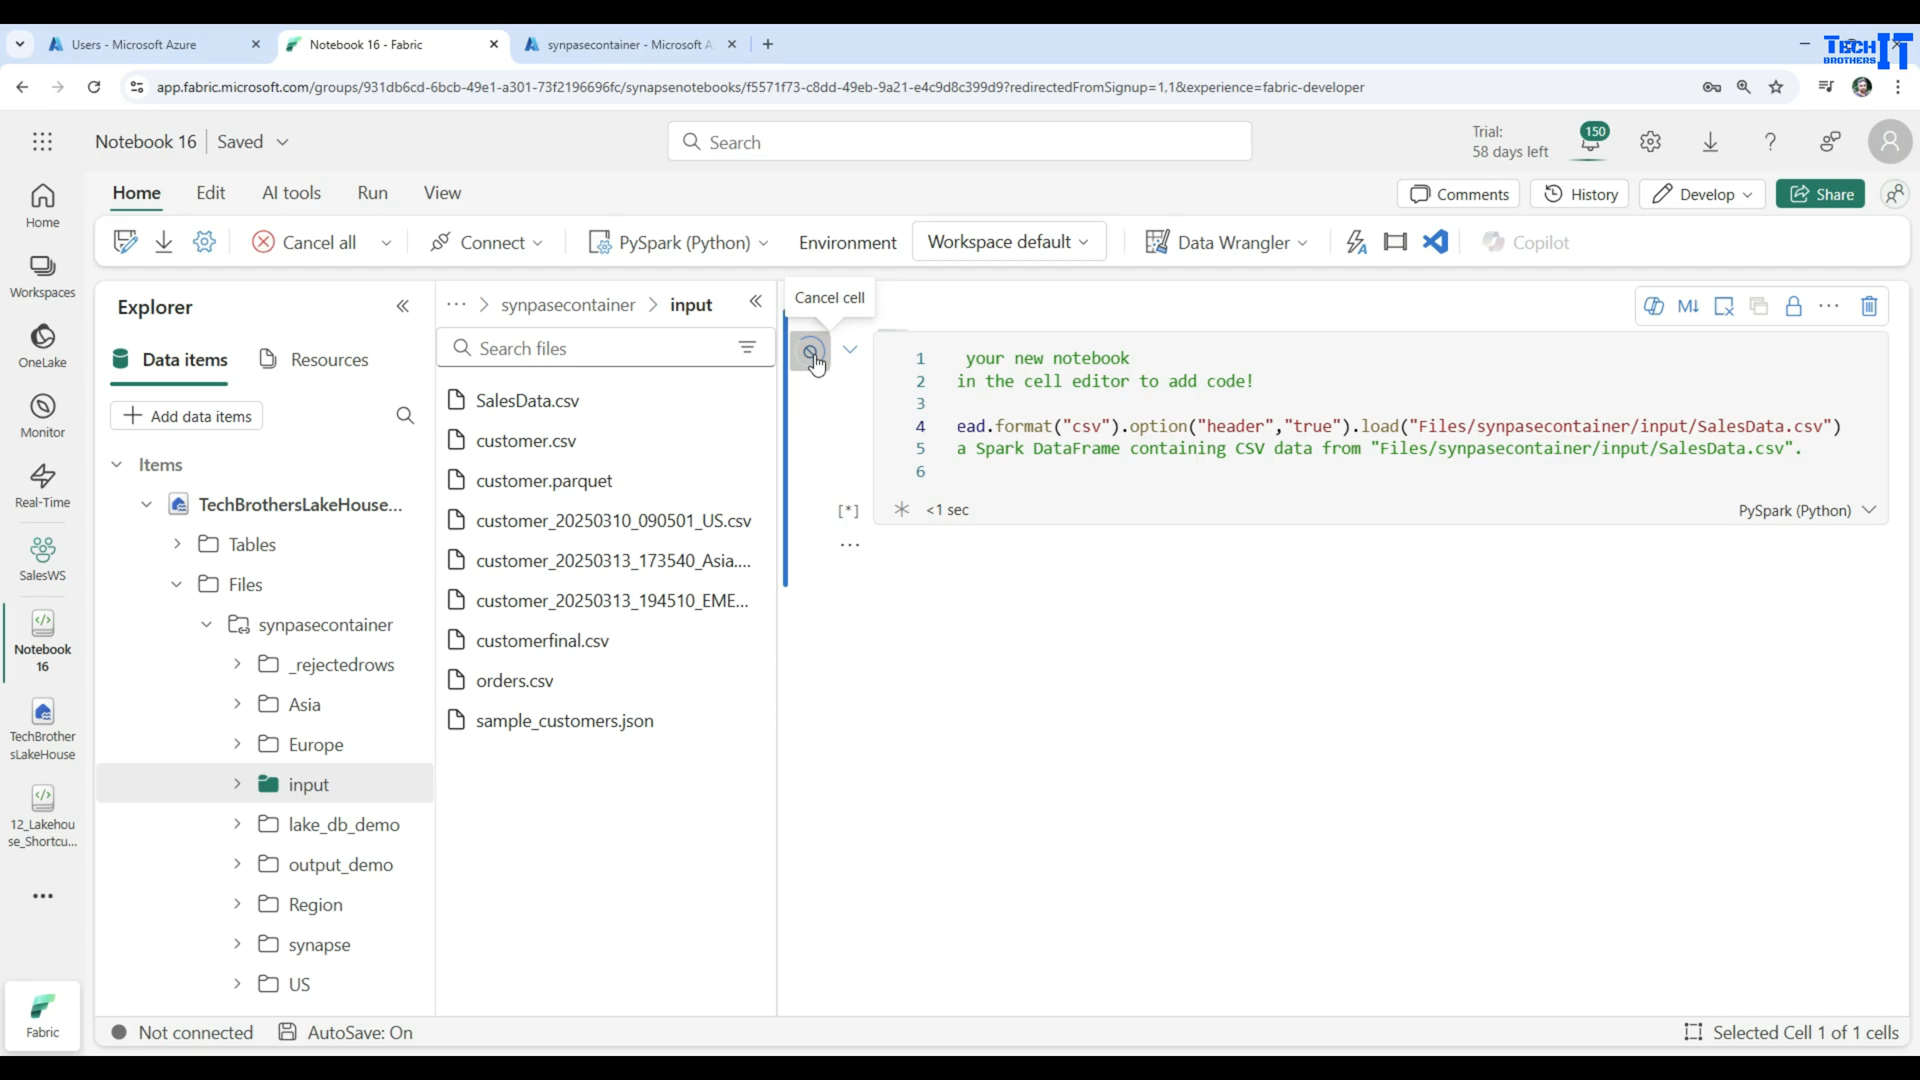 Users - Microsoft Azure
Notebook 16 - Fabric
synpasecontainer - Microsoft A
TECH BROTHERS IT
app.fabric.microsoft.com/groups/931db6cd-6bcb-49e1-a301-73f2196696fc/synapsenotebooks/f5571f73-c8dd-49eb-9a21-e4c9d8c399d9?redirectedFromSignup=1,1&experience=fabric-developer
Notebook 16 Saved
Search
Trial:
58 days left
150
Home Edit AI tools Run View
Comments History Develop Share
Cancel all Connect PySpark (Python) Environment Workspace default Data Wrangler Copilot
Home
Workspaces
OneLake
Monitor
Real-Time
SalesWS
Notebook
16
TechBrother
sLakeHouse
12_Lakehou
se_Shortcu...
Fabric
Explorer
Data items Resources
Add data items
Items
TechBrothersLakeHouse...
Tables
Files
synpasecontainer
_rejectedrows
Asia
Europe
input
lake_db_demo
output_demo
Region
synapse
US
... synpasecontainer input
Search files
SalesData.csv
customer.csv
customer.parquet
customer_20250310_090501_US.csv
customer_20250313_173540_Asia....
customer_20250313_194510_EME...
customerfinal.csv
orders.csv
sample_customers.json
Cancel cell
M↓
1 your new notebook
2 in the cell editor to add code!
3
4 ead.format("csv").option("header","true").load("Files/synpasecontainer/input/SalesData.csv")
5 a Spark DataFrame containing CSV data from "Files/synpasecontainer/input/SalesData.csv".
6
[*] <1 sec PySpark (Python)
...
Not connected AutoSave: On
Selected Cell 1 of 1 cells